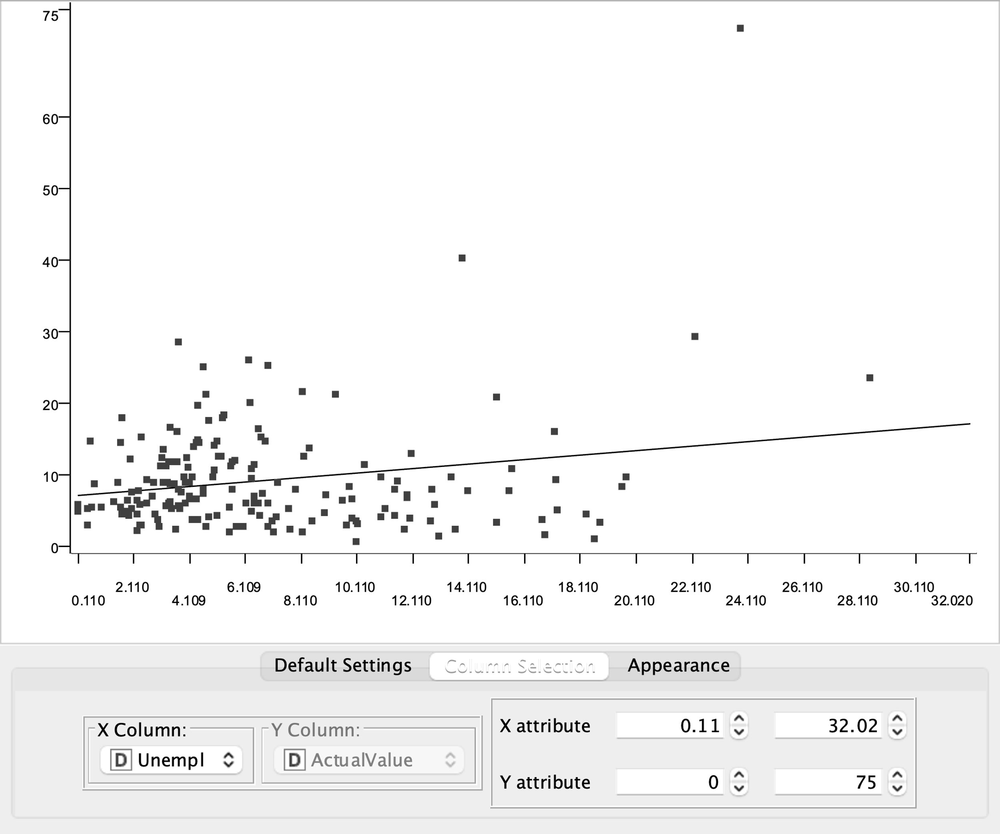 75
60
50
40
30
20
10
0
2.110 6.109 10.110 14.110 18.110 22.110 26.110 30.110
0.110 4.109 8.110 12.110 16.110 20.110 24.110 28.110 32.020
Default Settings Column Selection Appearance
X Column: Y Column:
D Unempl D ActualValue
X attribute 0.11 32.02
Y attribute 0 75